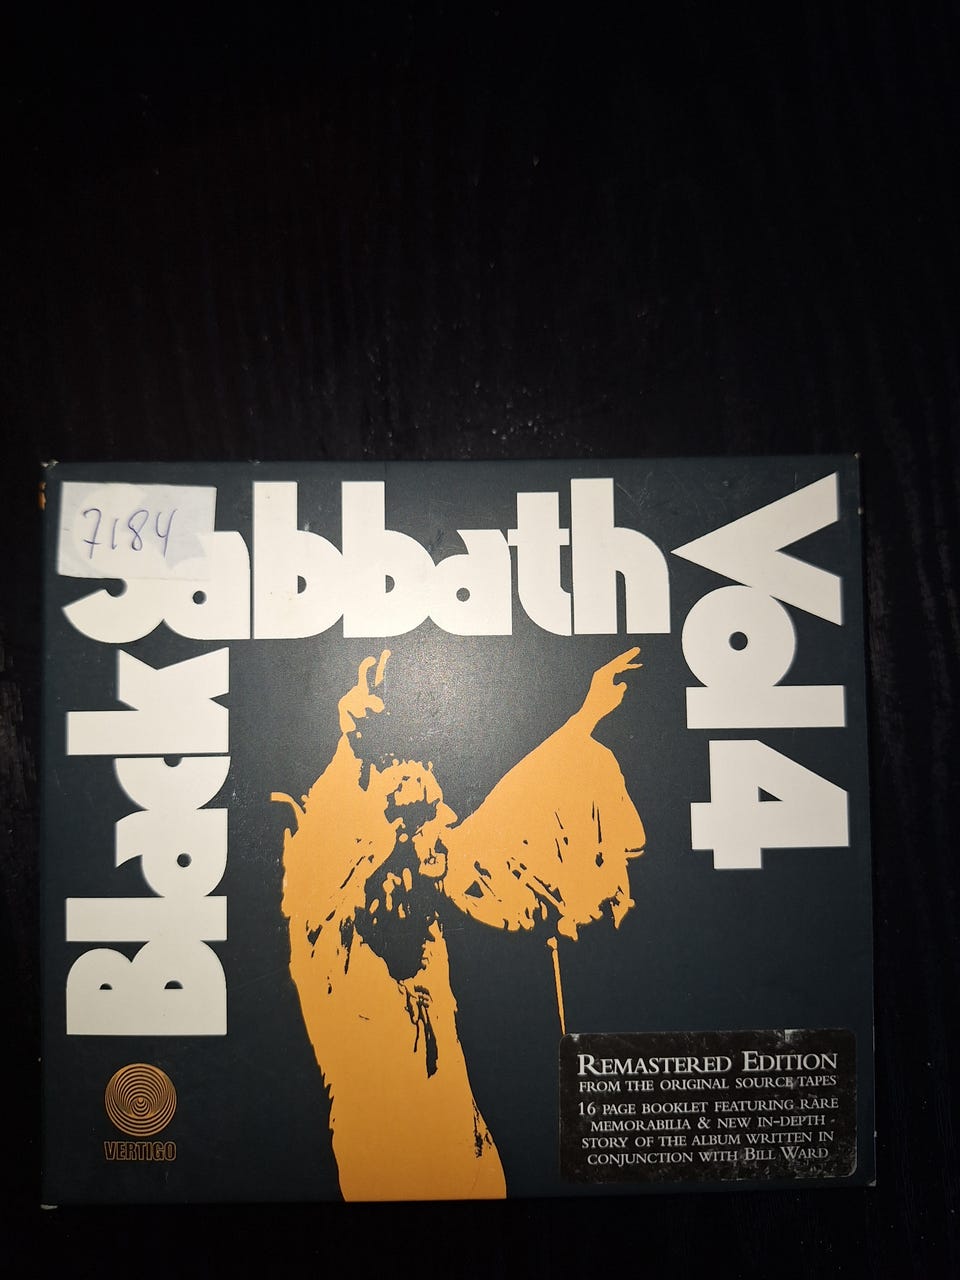 7184
Black Sabbath Vol 4
VERTIGO
REMASTERED EDITION
FROM THE ORIGINAL SOURCE TAPES
16 PAGE BOOKLET FEATURING RARE
MEMORABILIA & NEW IN-DEPTH
STORY OF THE ALBUM WRITTEN IN
CONJUNCTION WITH BILL WARD